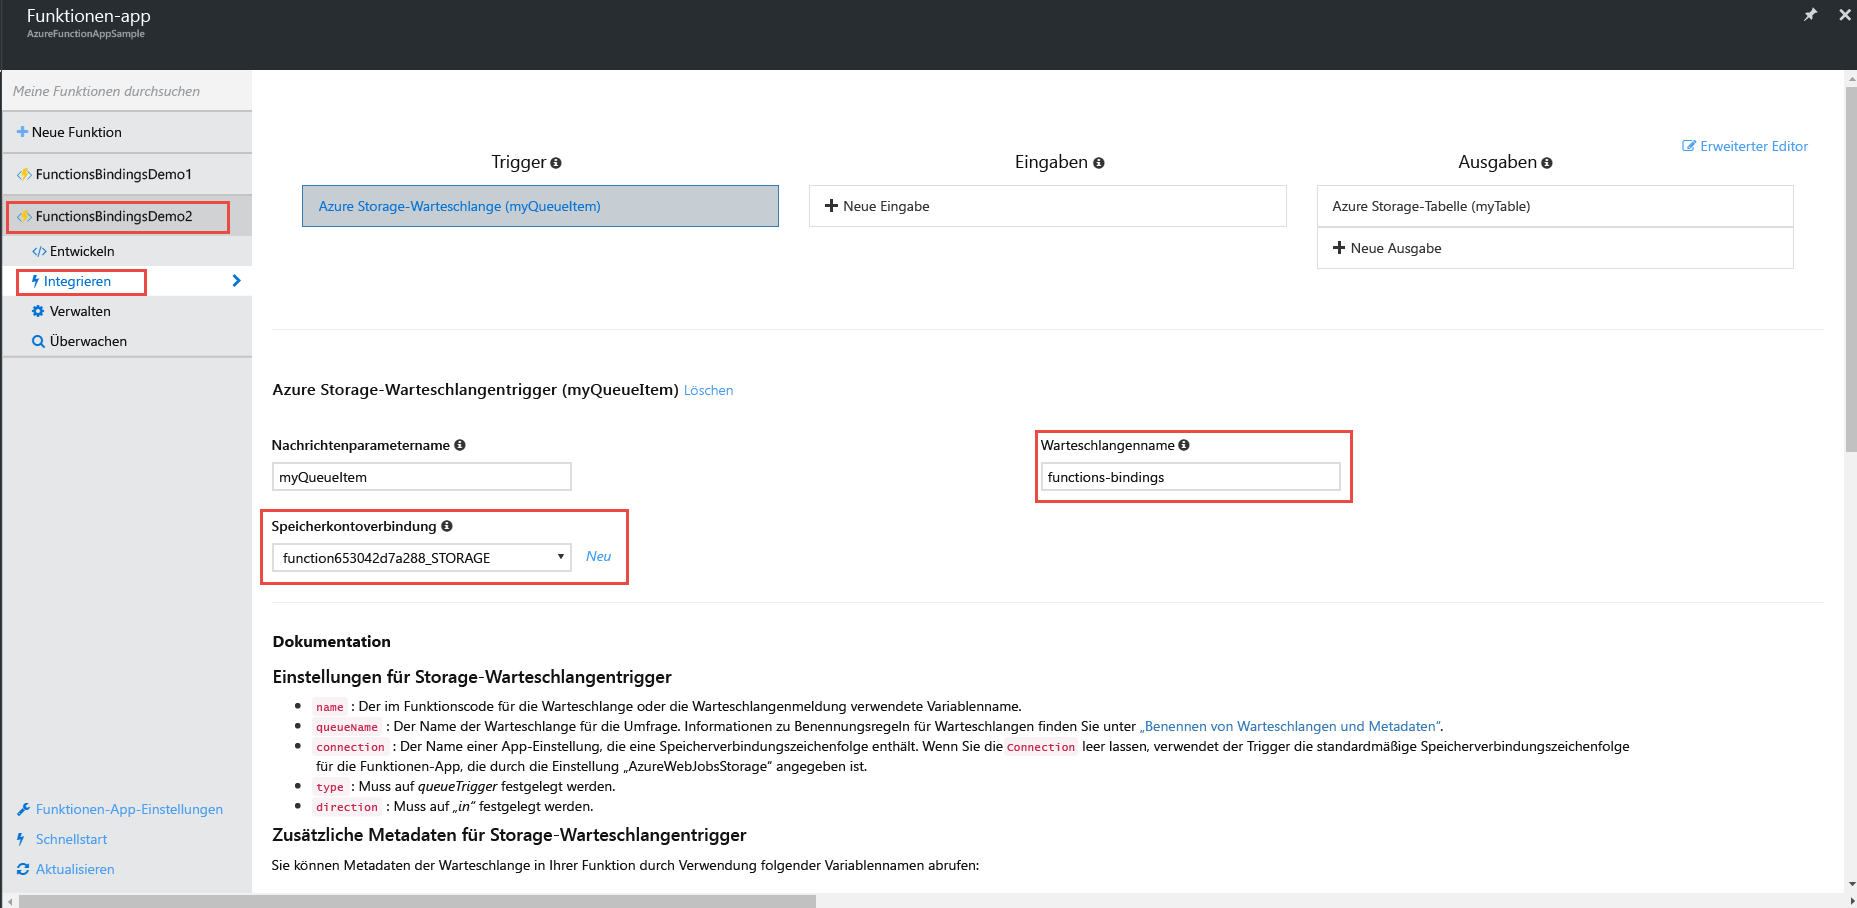 Funktionen-app
AzureFunctionAppSample
Meine Funktionen durchsuchen
Neue Funktion
FunctionsBindingsDemo1
FunctionsBindingsDemo2
Entwickeln
Integrieren
Verwalten
Überwachen
Funktionen-App-Einstellungen
Schnellstart
Aktualisieren
Erweiterter Editor
Trigger
Azure Storage-Warteschlange (myQueueItem)
Eingaben
Neue Eingabe
Ausgaben
Azure Storage-Tabelle (myTable)
Neue Ausgabe
Azure Storage-Warteschlangentrigger (myQueueItem) Löschen
Nachrichtenparametername
myQueueItem
Warteschlangenname
functions-bindings
Speicherkontoverbindung
function653042d7a288_STORAGE
Neu
Dokumentation
Einstellungen für Storage-Warteschlangentrigger
• name : Der im Funktionscode für die Warteschlange oder die Warteschlangenmeldung verwendete Variablenname.
• queueName : Der Name der Warteschlange für die Umfrage. Informationen zu Benennungsregeln für Warteschlangen finden Sie unter „Benennen von Warteschlangen und Metadaten“.
• connection : Der Name einer App-Einstellung, die eine Speicherverbindungszeichenfolge enthält. Wenn Sie die Connection leer lassen, verwendet der Trigger die standardmäßige Speicherverbindungszeichenfolge
für die Funktionen-App, die durch die Einstellung „AzureWebJobsStorage“ angegeben ist.
• type : Muss auf queueTrigger festgelegt werden.
• direction : Muss auf „in“ festgelegt werden.
Zusätzliche Metadaten für Storage-Warteschlangentrigger
Sie können Metadaten der Warteschlange in Ihrer Funktion durch Verwendung folgender Variablennamen abrufen: